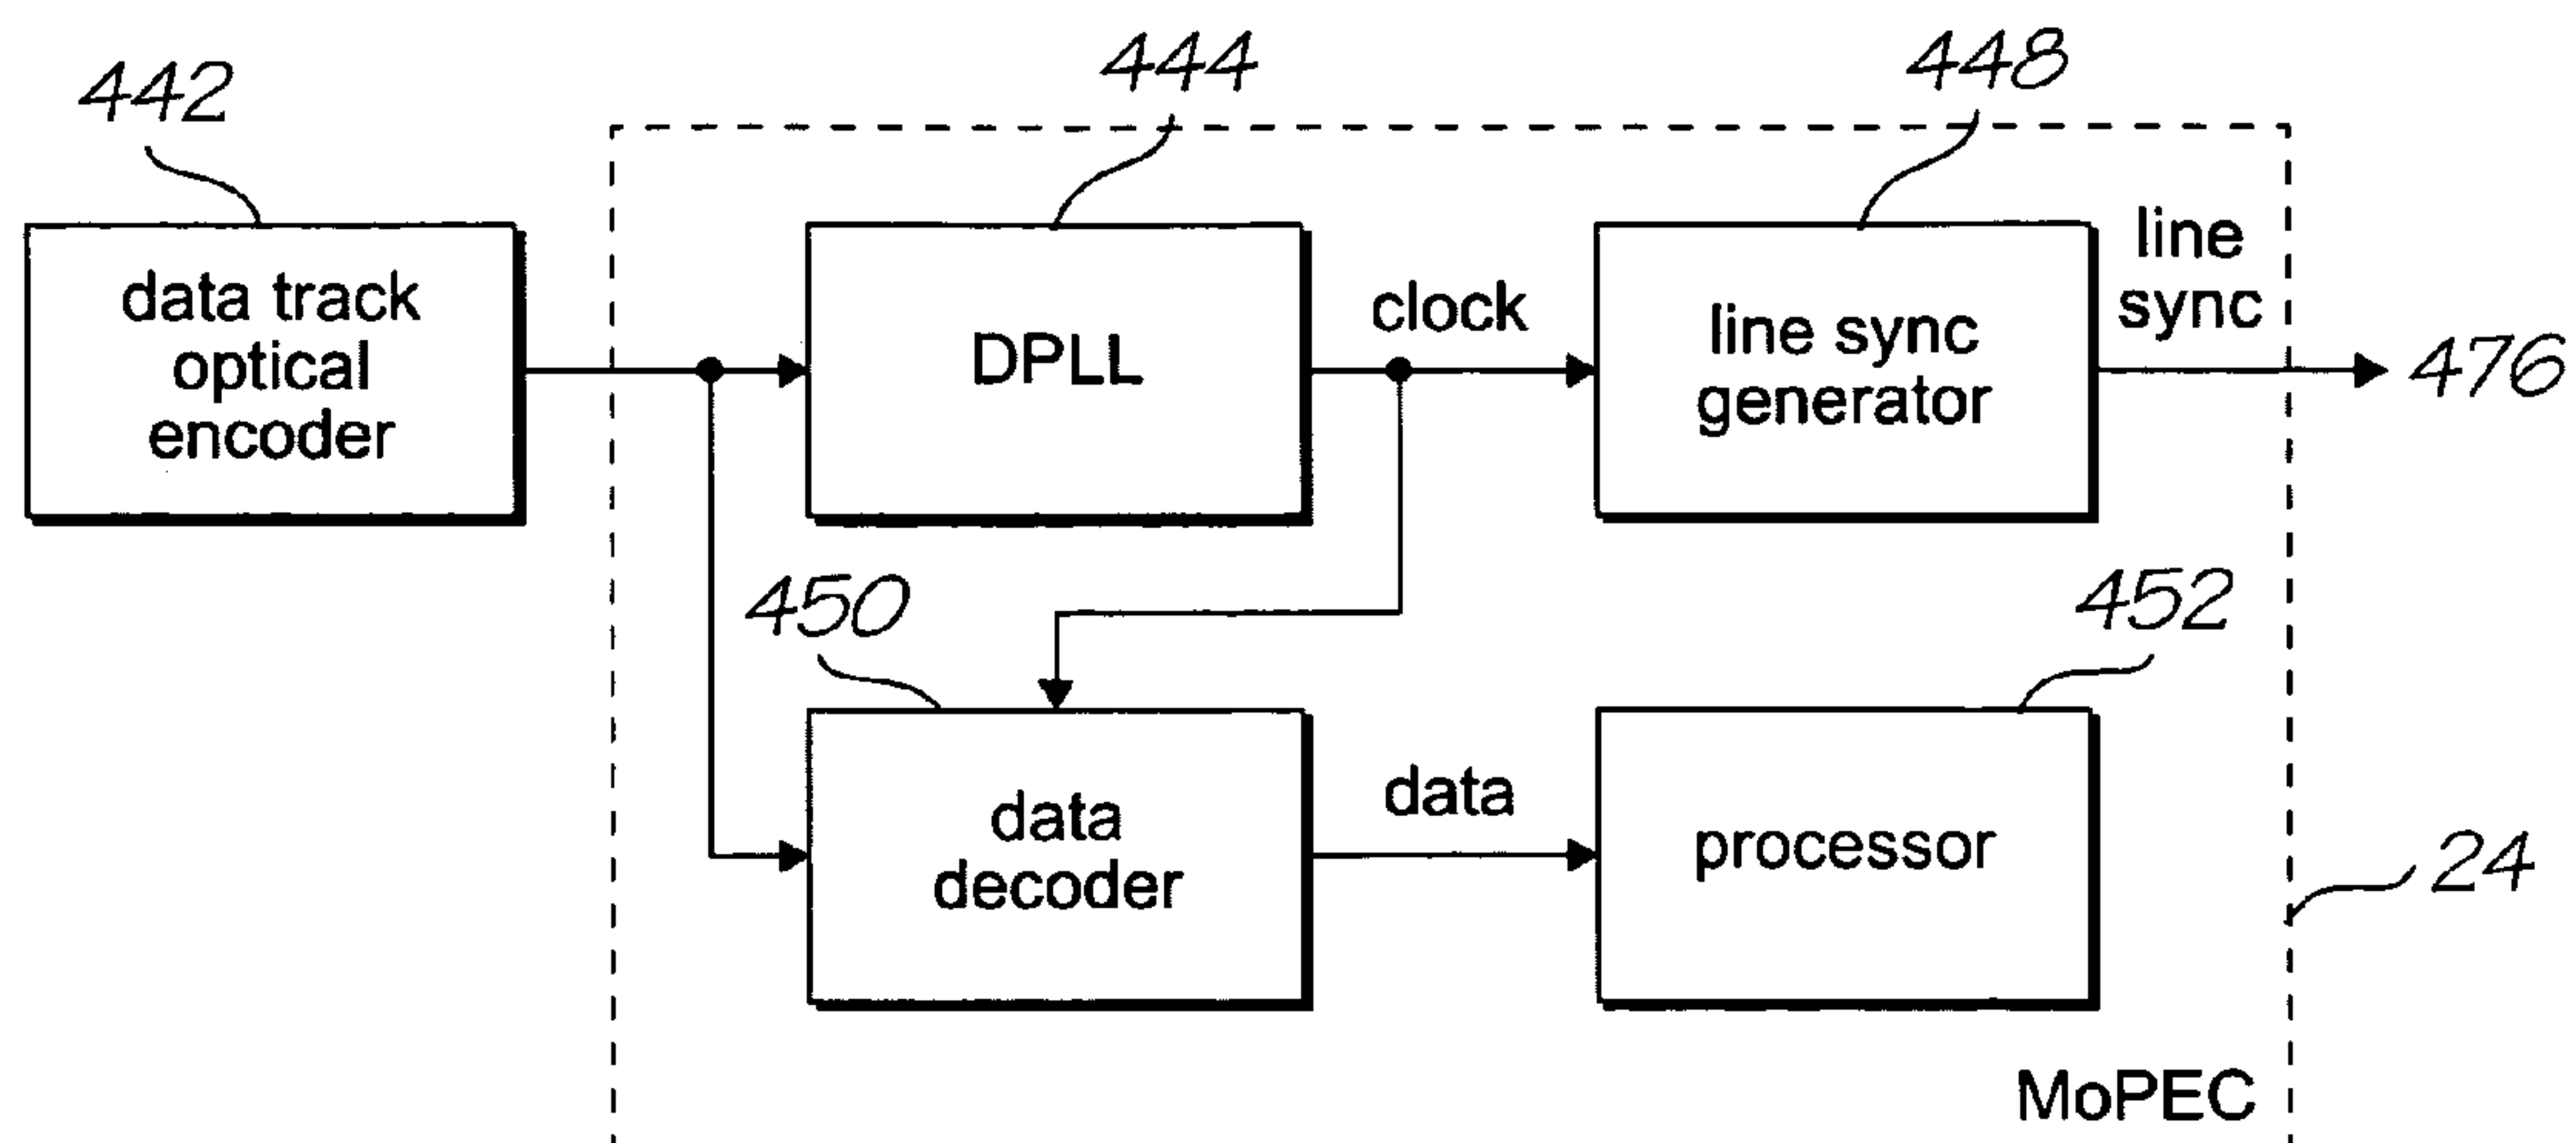 442
444
448
data track
optical
encoder
DPLL
clock
line sync
generator
line
sync
476
450
452
data
decoder
data
processor
24
MoPEC